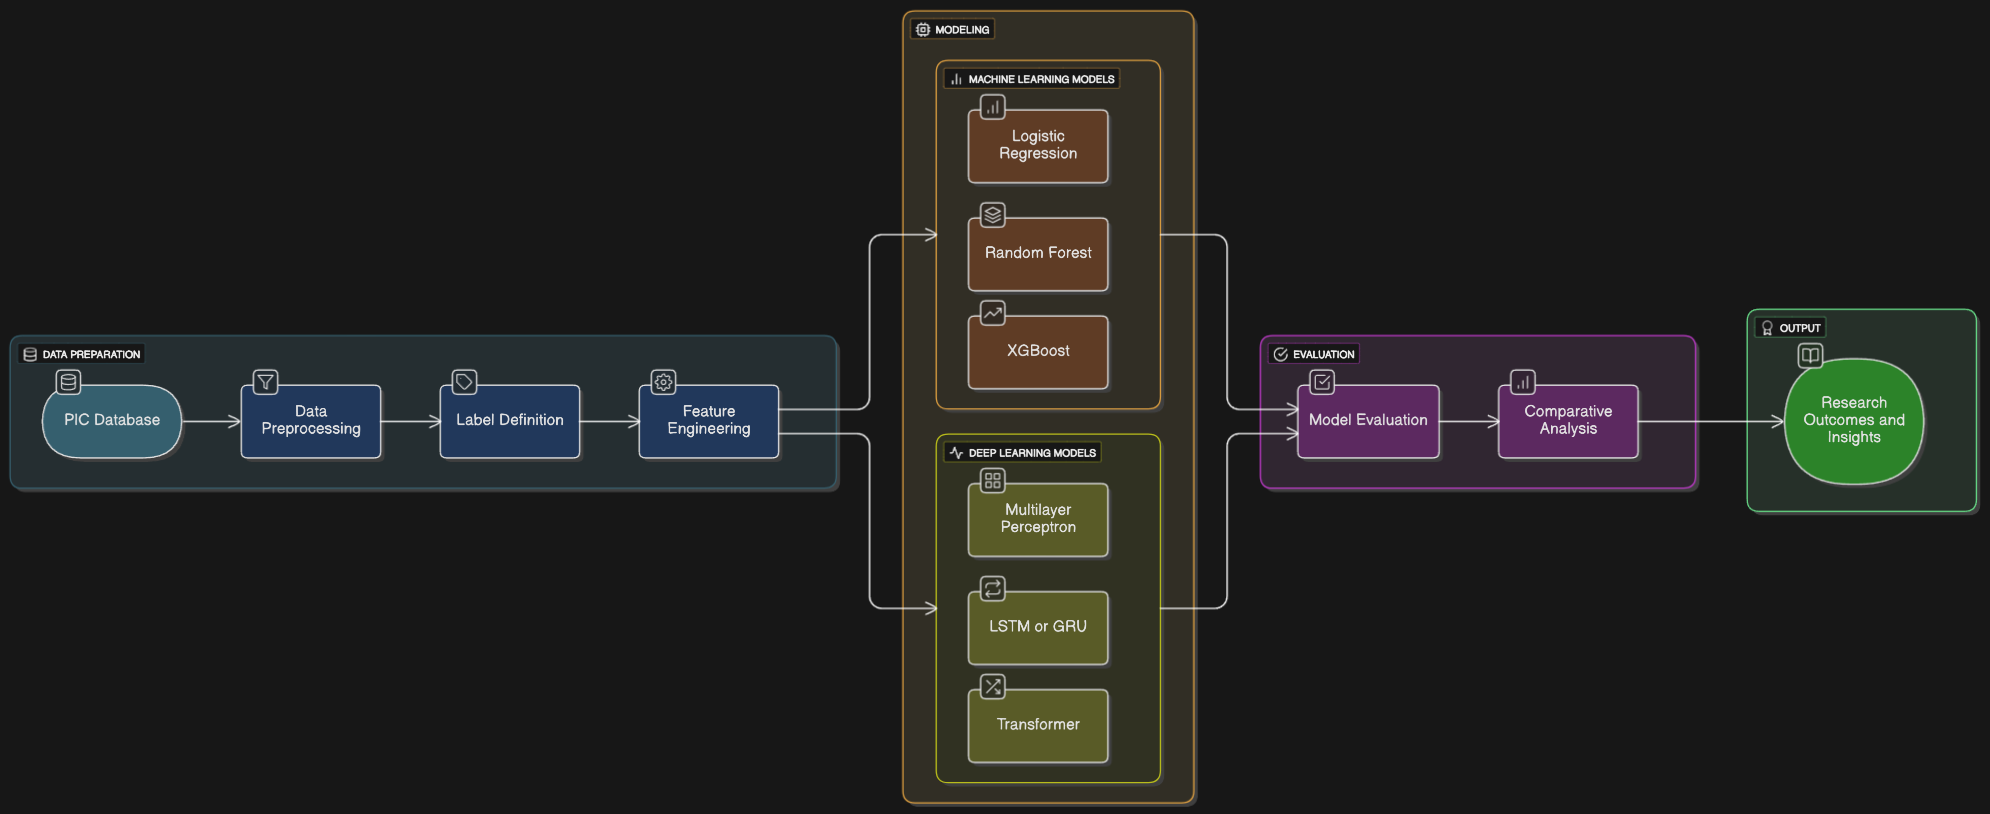 DATA PREPARATION
PIC Database
Data
Preprocessing
Label Definition
Feature
Engineering
MODELING
MACHINE LEARNING MODELS
Logistic
Regression
Random Forest
XGBoost
DEEP LEARNING MODELS
Multilayer
Perceptron
LSTM or GRU
Transformer
EVALUATION
Model Evaluation
Comparative
Analysis
OUTPUT
Research
Outcomes and
Insights